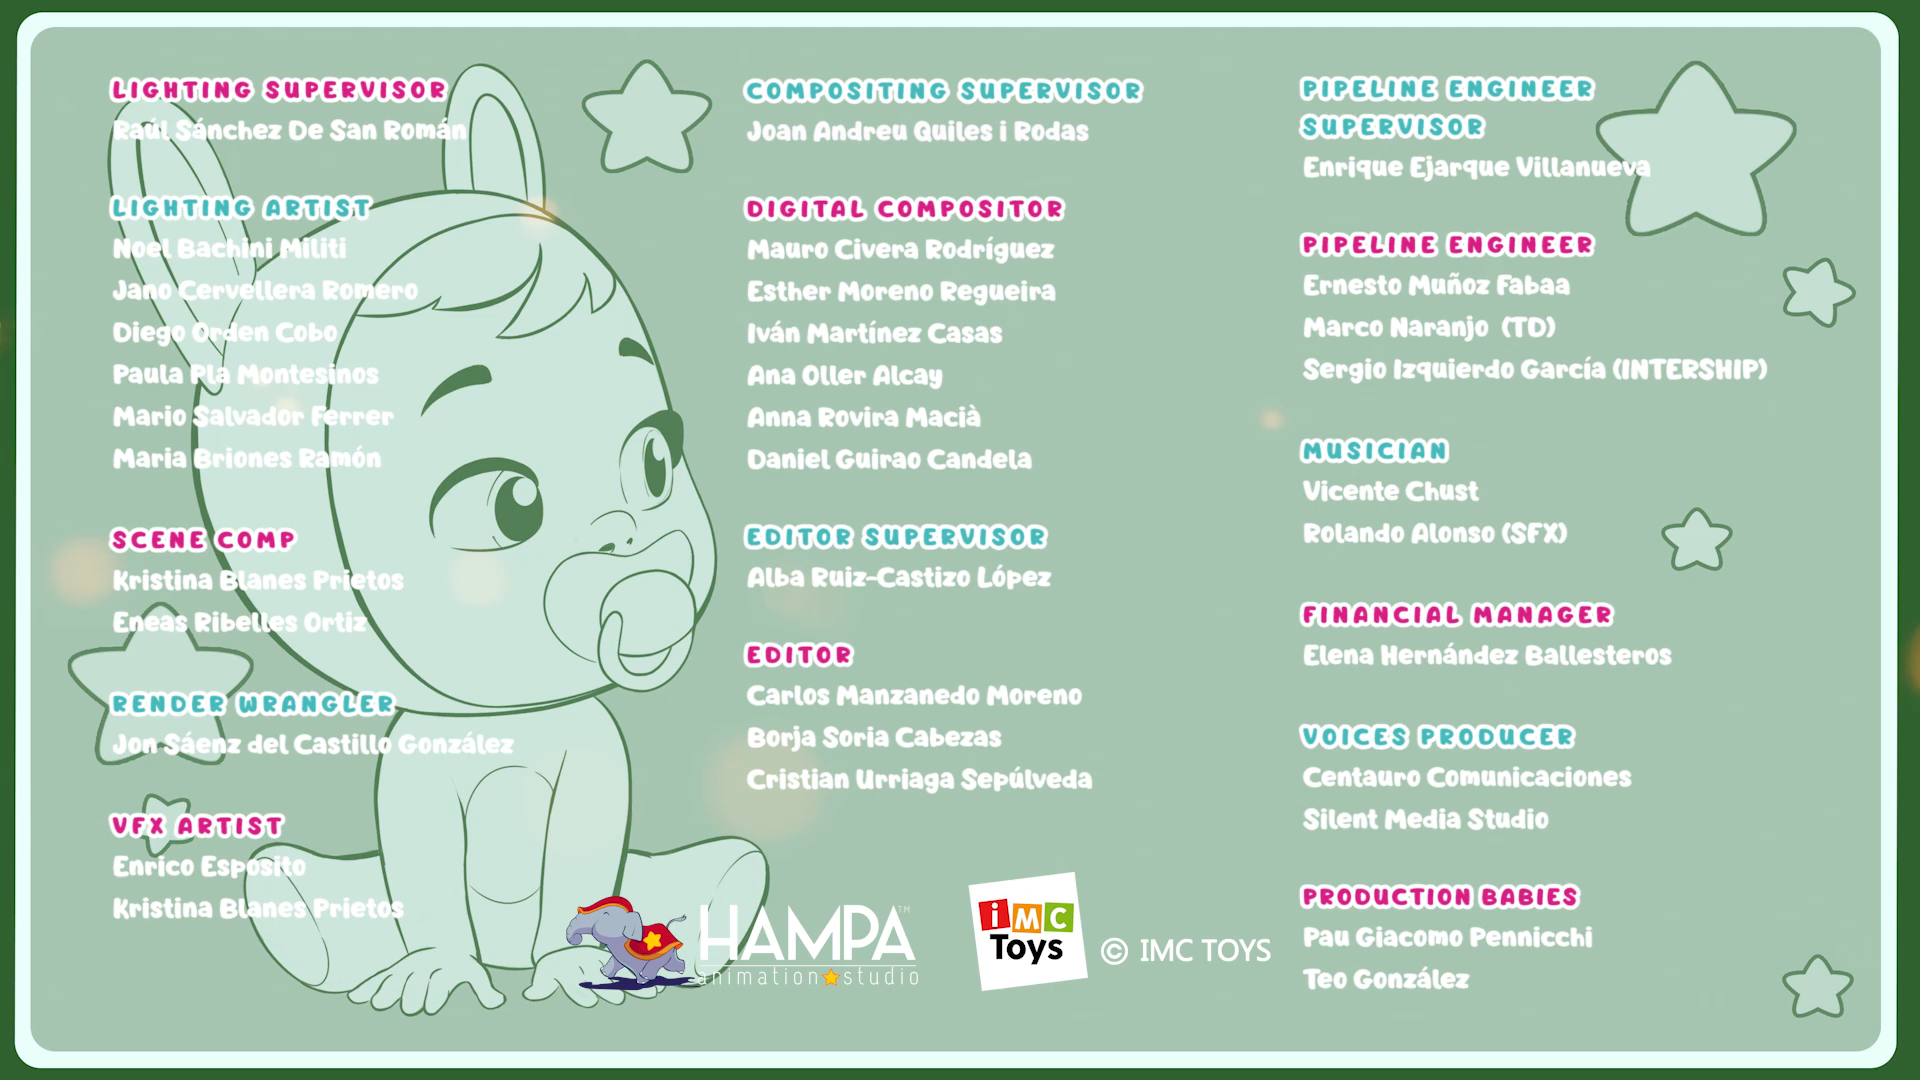 LIGHTING SUPERVISOR
Raúl Sánchez De San Román
LIGHTING ARTIST
Noel Bachini Militi
Jano Cervellera Romero
Diego Orden Cobo
Paula Pla Montesinos
Mario Salvador Ferrer
Maria Briones Ramón
SCENE COMP
Kristina Blanes Prietos
Eneas Ribelles Ortiz
RENDER WRANGLER
Jon Sáenz del Castillo González
VFX ARTIST
Enrico Esposito
Kristina Blanes Prietos
COMPOSITING SUPERVISOR
Joan Andreu Quiles i Rodas
DIGITAL COMPOSITOR
Mauro Civera Rodríguez
Esther Moreno Regueira
Iván Martínez Casas
Ana Oller Alcay
Anna Rovira Macià
Daniel Guirao Candela
EDITOR SUPERVISOR
Alba Ruiz-Castizo López
EDITOR
Carlos Manzanedo Moreno
Borja Soria Cabezas
Cristian Urriaga Sepúlveda
HAMPA™
animation studio
imc
Toys
© IMC TOYS
PIPELINE ENGINEER
SUPERVISOR
Enrique Ejarque Villanueva
PIPELINE ENGINEER
Ernesto Muñoz Fabaa
Marco Naranjo (TD)
Sergio Izquierdo García (INTERSHIP)
MUSICIAN
Vicente Chust
Rolando Alonso (SFX)
FINANCIAL MANAGER
Elena Hernández Ballesteros
VOICES PRODUCER
Centauro Comunicaciones
Silent Media Studio
PRODUCTION BABIES
Pau Giacomo Pennicchi
Teo González